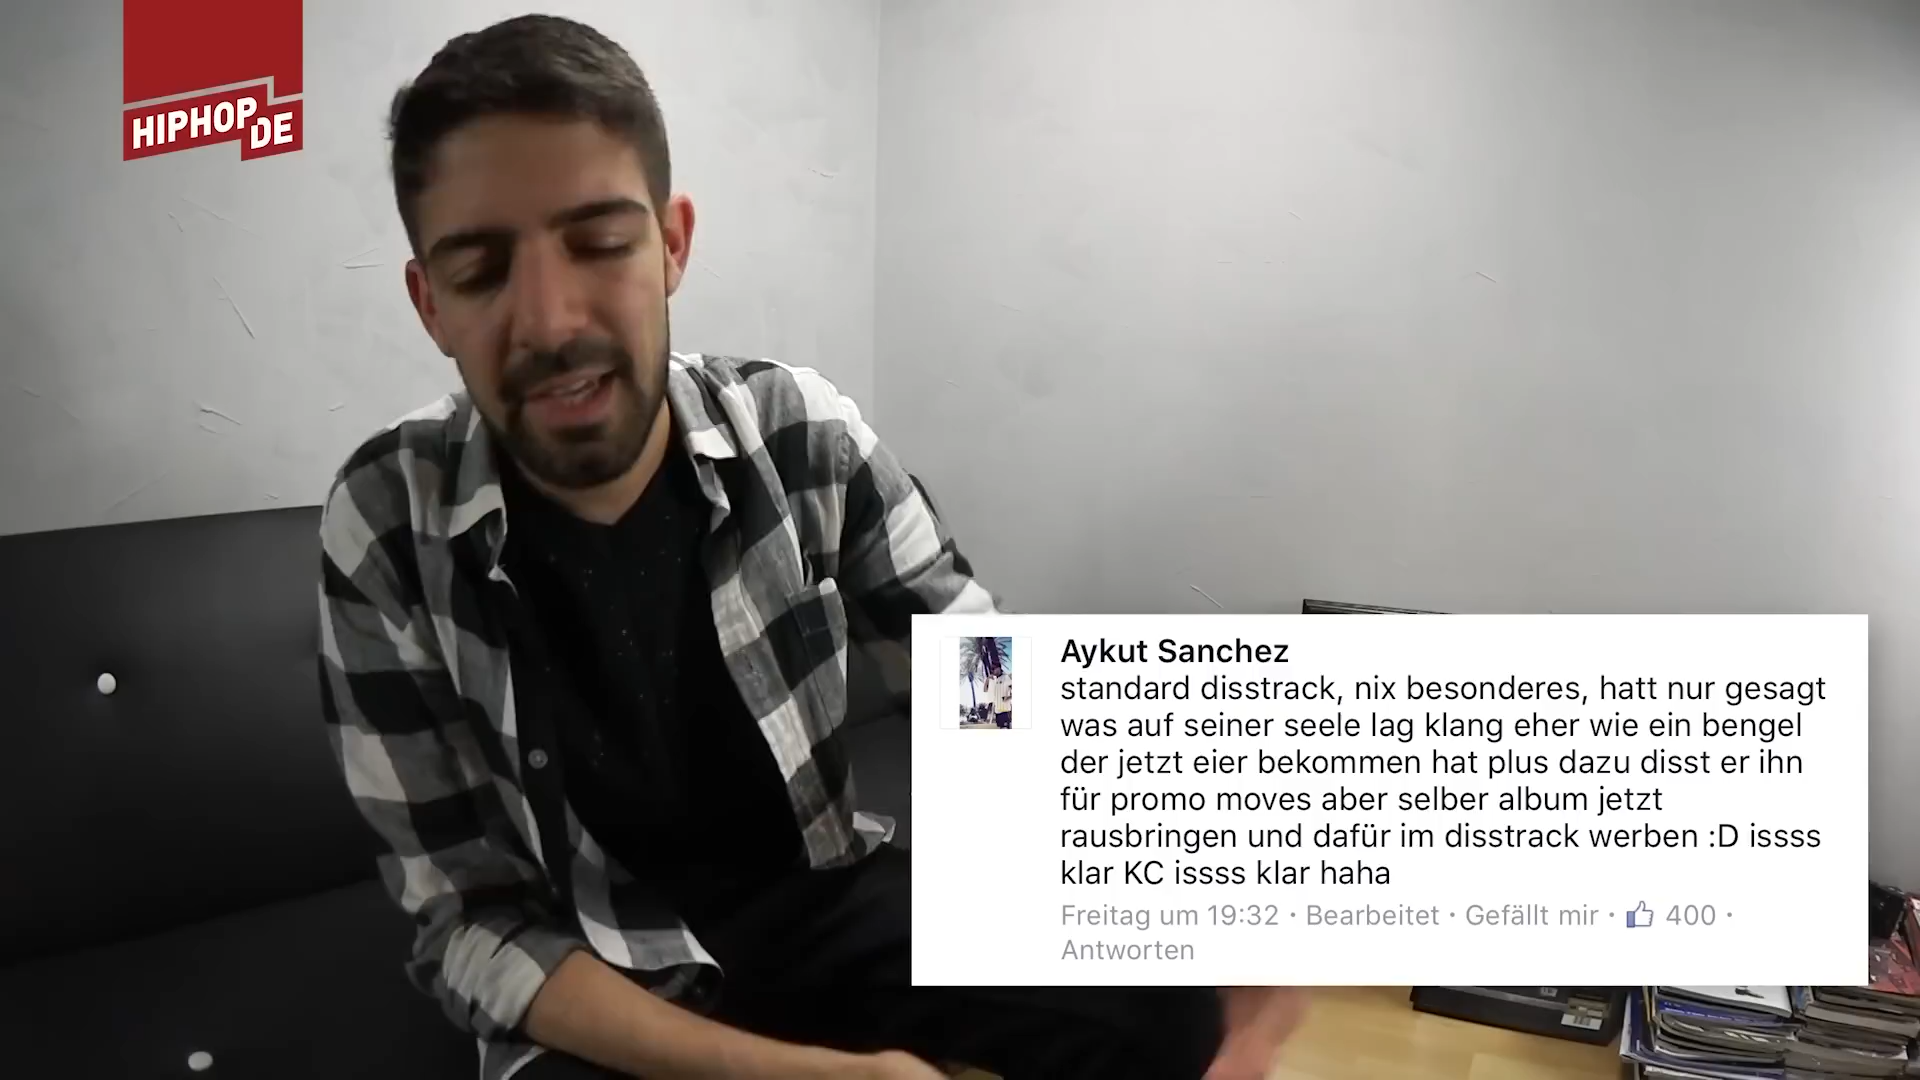 HIPHOP
DE
Aykut Sanchez
standard disstrack, nix besonderes, hatt nur gesagt
was auf seiner seele lag klang eher wie ein bengel
der jetzt eier bekommen hat plus dazu disst er ihn
für promo moves aber selber album jetzt
rausbringen und dafür im disstrack werben :D issss
klar KC issss klar haha
Freitag um 19:32 • Bearbeitet • Gefällt mir • 400 •
Antworten